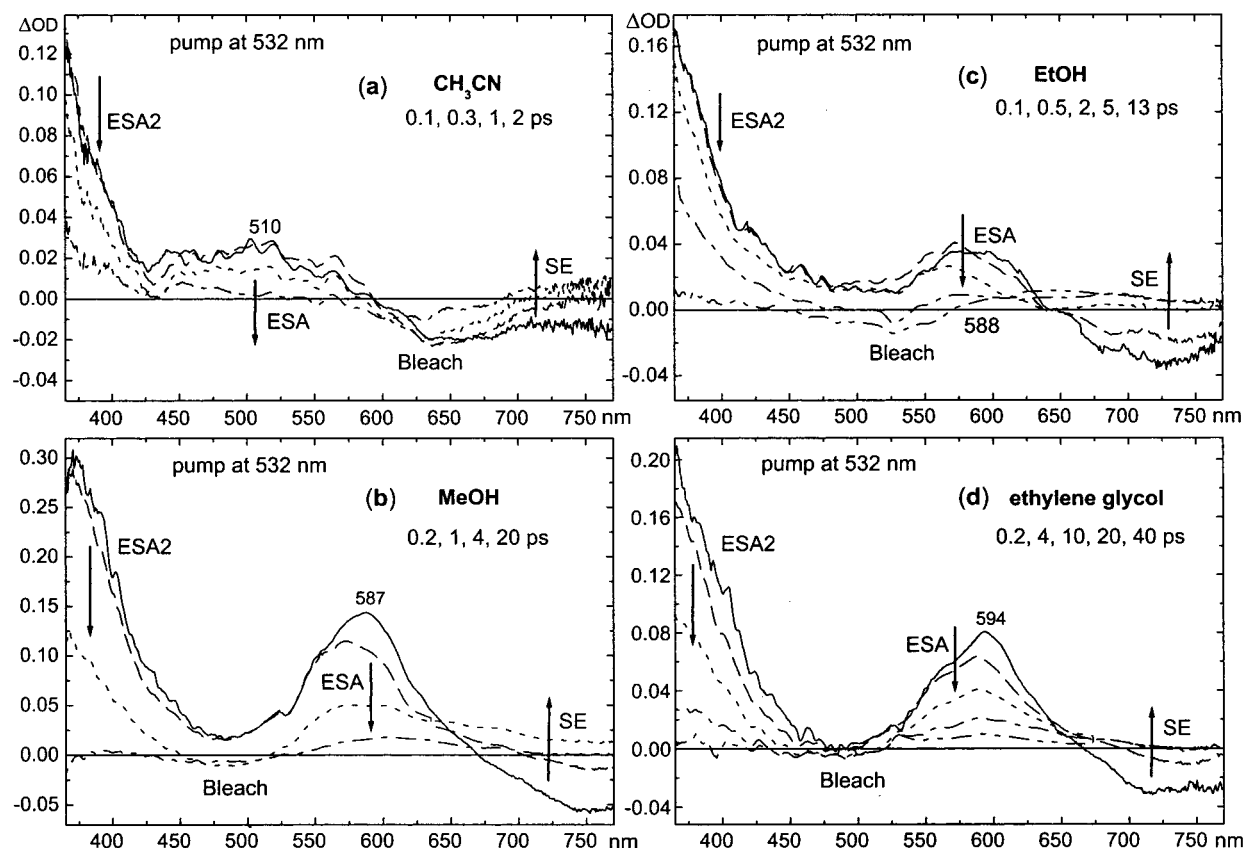 ΔOD
pump at 532 nm
(a) CH3CN
0.1, 0.3, 1, 2 ps
ESA2
510
ESA
SE
Bleach
0.12
0.10
0.08
0.06
0.04
0.02
0.00
-0.02
-0.04
400 450 500 550 600 650 700 750 nm
ΔOD
pump at 532 nm
(c) EtOH
0.1, 0.5, 2, 5, 13 ps
ESA2
ESA
SE
588
Bleach
0.16
0.12
0.08
0.04
0.00
-0.04
400 450 500 550 600 650 700 750 nm
pump at 532 nm
(b) MeOH
0.2, 1, 4, 20 ps
ESA2
587
ESA
SE
Bleach
0.30
0.25
0.20
0.15
0.10
0.05
0.00
-0.05
400 450 500 550 600 650 700 750 nm
pump at 532 nm
(d) ethylene glycol
0.2, 4, 10, 20, 40 ps
ESA2
594
ESA
SE
Bleach
0.20
0.16
0.12
0.08
0.04
0.00
-0.04
400 450 500 550 600 650 700 750 nm